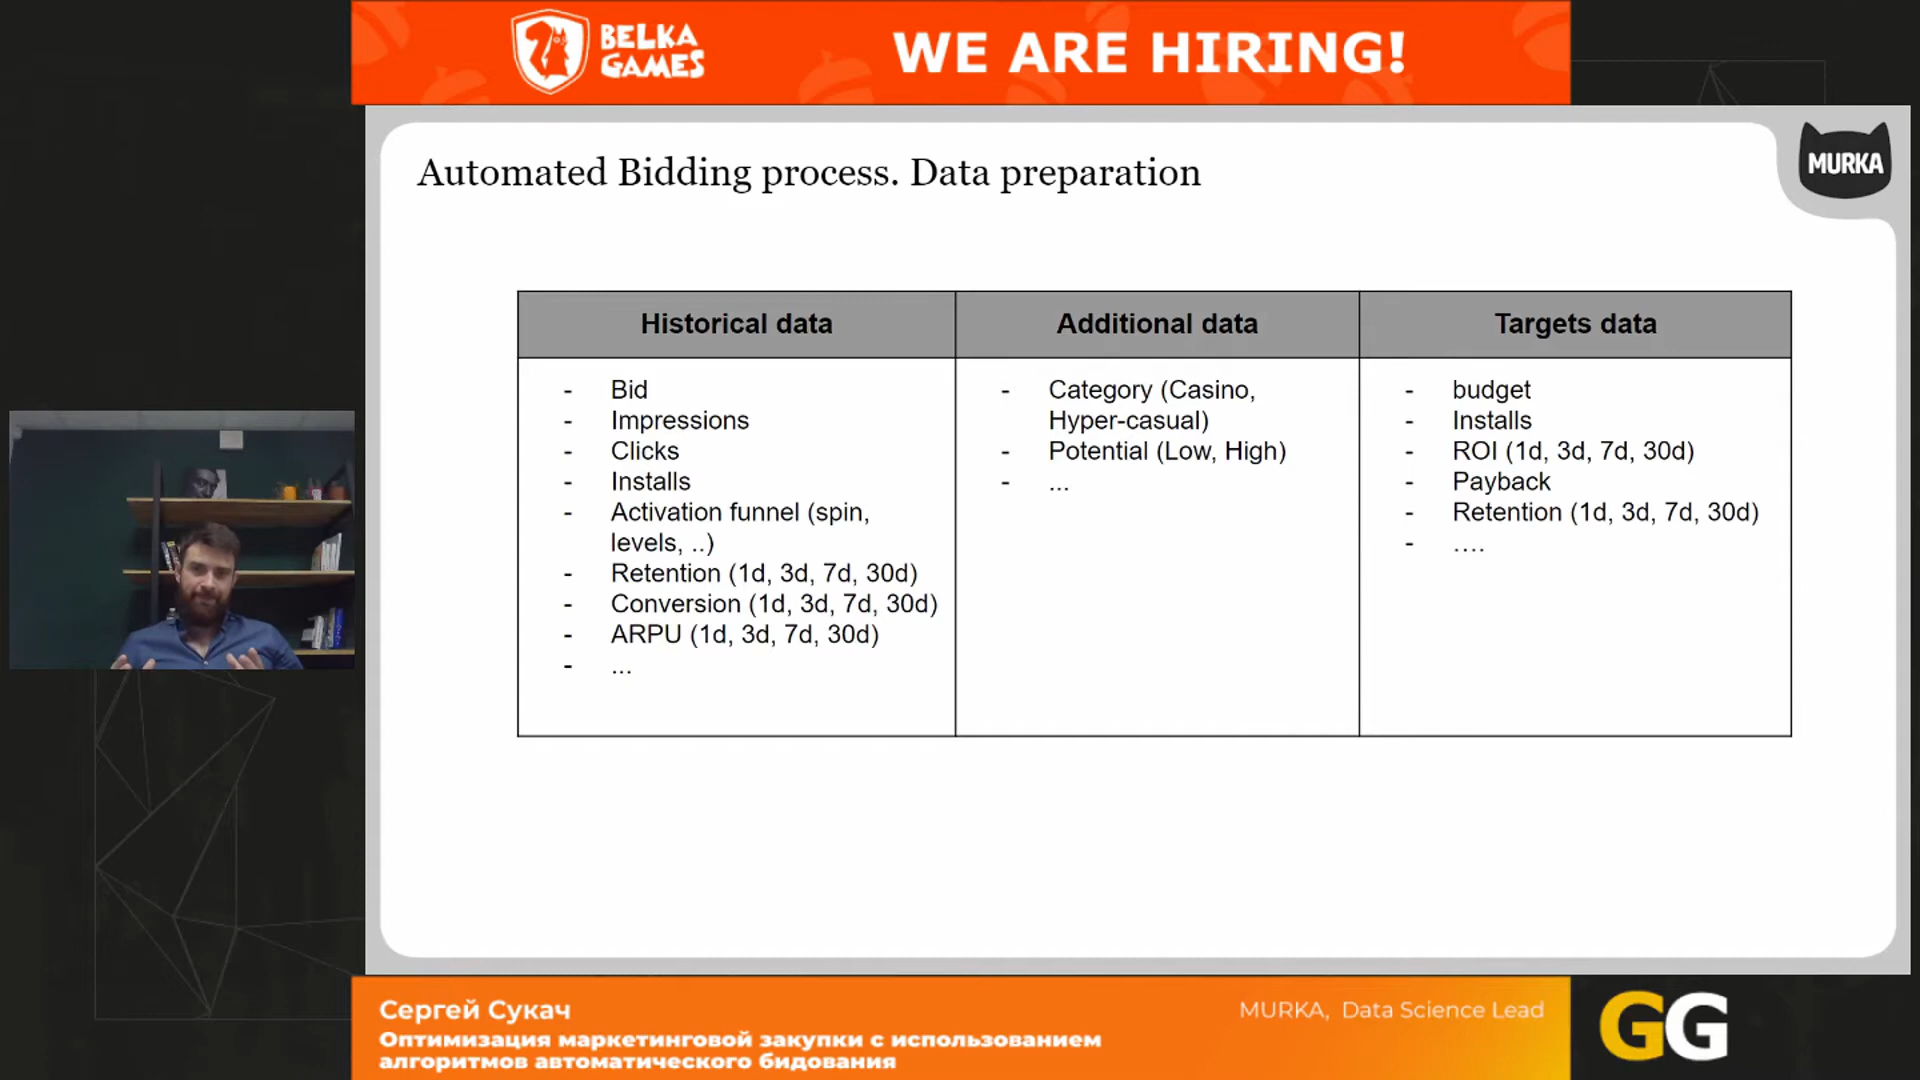 BELKA
GAMES
WE ARE HIRING!
Automated Bidding process. Data preparation
MURKA
Historical data
- Bid
- Impressions
- Clicks
- Installs
- Activation funnel (spin,
levels, ..)
- Retention (1d, 3d, 7d, 30d)
- Conversion (1d, 3d, 7d, 30d)
- ARPU (1d, 3d, 7d, 30d)
- ...
Additional data
- Category (Casino,
Hyper-casual)
- Potential (Low, High)
- ...
Targets data
- budget
- Installs
- ROI (1d, 3d, 7d, 30d)
- Payback
- Retention (1d, 3d, 7d, 30d)
- ....
Сергей Сукач
MURKA, Data Science Lead
Оптимизация маркетинговой закупки с использованием
алгоритмов автоматического бидования
GG